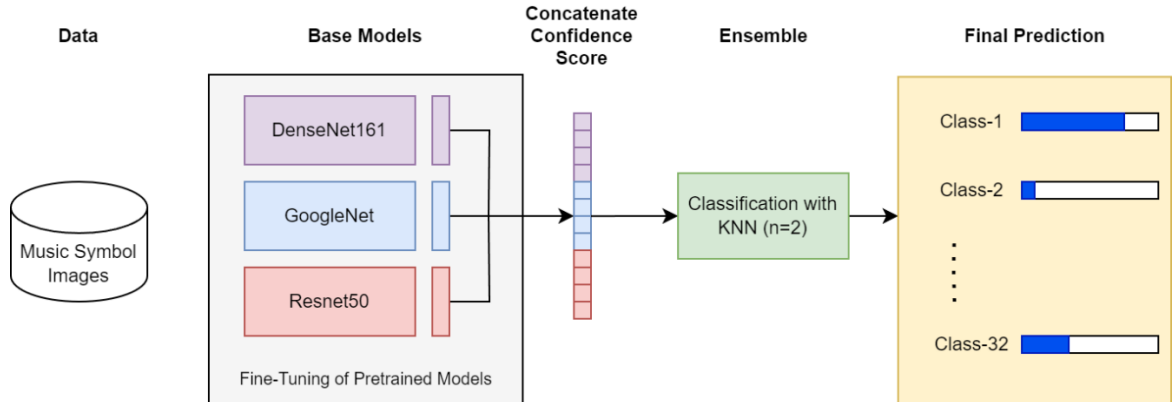 Data
Base Models
Concatenate
Confidence
Score
Ensemble
Final Prediction
Music Symbol
Images
DenseNet161
GoogleNet
Resnet50
Fine-Tuning of Pretrained Models
Classification with
KNN (n=2)
Class-1
Class-2
Class-32